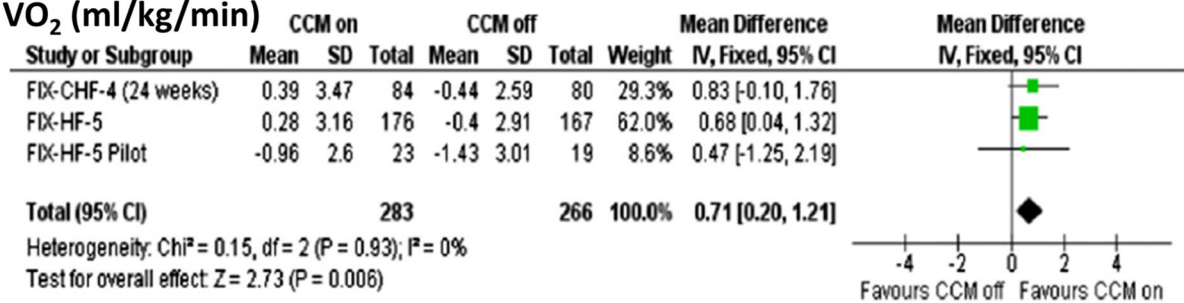 VO₂ (ml/kg/min)
CCM on CCM off Mean Difference Mean Difference
Study or Subgroup Mean SD Total Mean SD Total Weight IV, Fixed, 95% CI IV, Fixed, 95% CI
FIX-CHF-4 (24 weeks) 0.39 3.47 84 -0.44 2.59 80 29.3% 0.83 [-0.10, 1.76]
FIX-HF-5 0.28 3.16 176 -0.4 2.91 167 62.0% 0.68 [0.04, 1.32]
FIX-HF-5 Pilot -0.96 2.6 23 -1.43 3.01 19 8.6% 0.47 [-1.25, 2.19]
Total (95% CI) 283 266 100.0% 0.71 [0.20, 1.21]
Heterogeneity: Chi² = 0.15, df = 2 (P = 0.93); I² = 0%
Test for overall effect: Z = 2.73 (P = 0.006)
-4 -2 0 2 4
Favours CCM off Favours CCM on